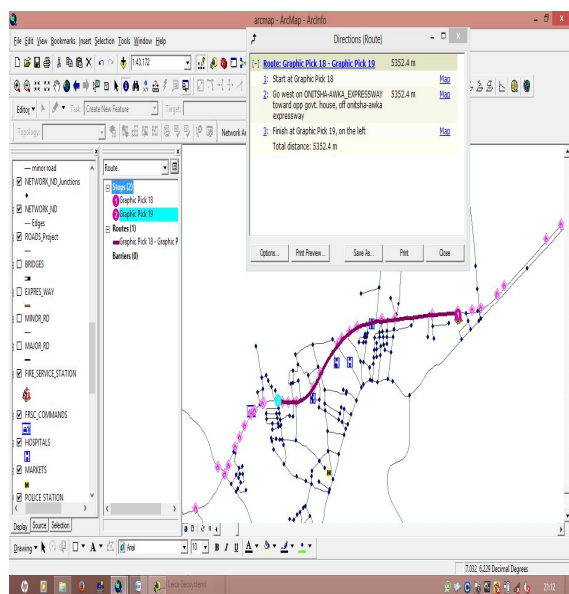 arcmap - ArcMap - ArcInfo
File Edit View Bookmarks Insert Selection Tools Window Help
1:43,172
Editor Task: Create New Feature Target:
Topology: Network An
minor road
NETWORK_ND_Junctions
NETWORK_ND
Edges
ROADS_Project
BRIDGES
EXPRES_WAY
MINOR_RD
MAJOR_RD
FIRE_SERVICE_STATION
FRSC_COMMANDS
HOSPITALS
MARKETS
POLICE STATION
Display Source Selection
Route
Stops (2)
Graphic Pick 18
Graphic Pick 19
Routes (1)
Graphic Pick 18 - Graphic P
Barriers (0)
Directions (Route)
[-] Route: Graphic Pick 18 - Graphic Pick 19 5352.4 m
1: Start at Graphic Pick 18 Map
2: Go west on ONITSHA-AWKA_EXPRESSWAY 5352.4 m Map
toward opp govt. house, off onitsha-awka
expressway
3: Finish at Graphic Pick 19, on the left Map
Total distance: 5352.4 m
Options... Print Preview... Save As... Print Close
Drawing A Arial 10 B I U A
7.032 6.229 Decimal Degrees
Leica Geosystems
21:12